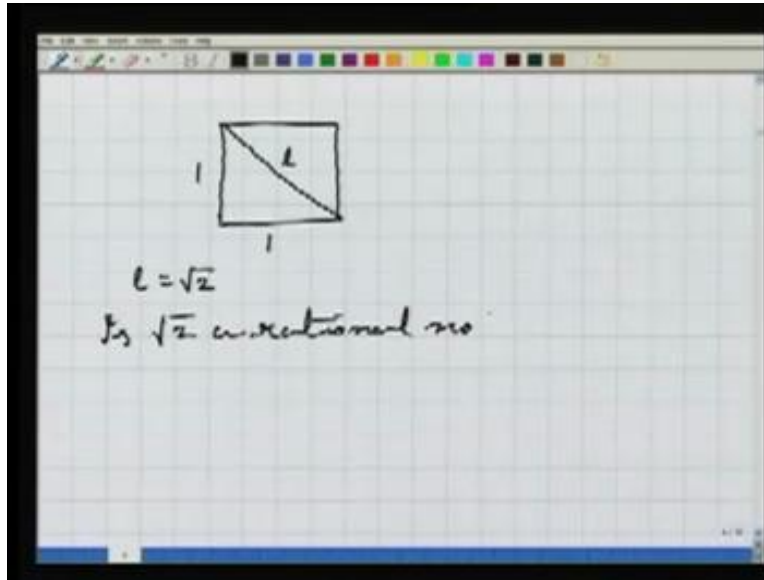 l
1
1
l = √2
Is √2 a rational no